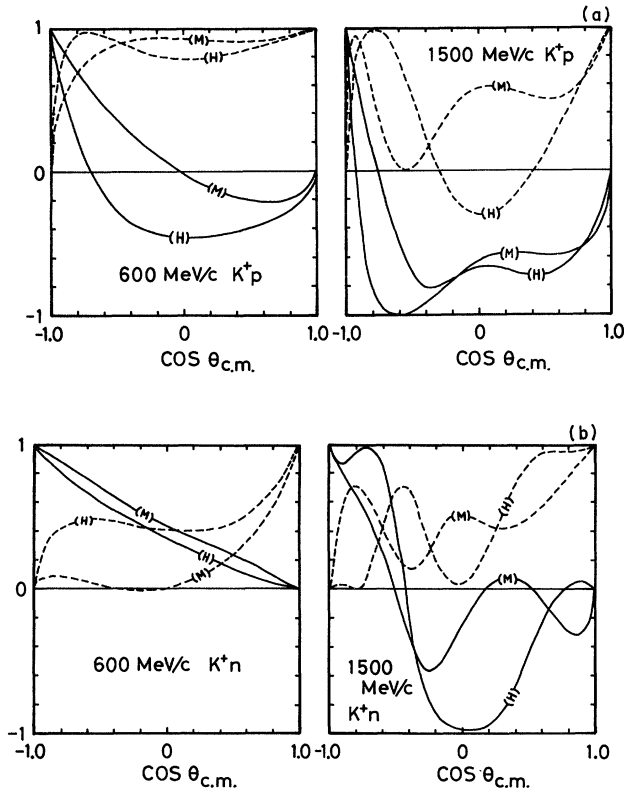 (a)
1
0
-1
(M)
(H)
(M)
(H)
600 MeV/c K⁺p
-1.0 0 1.0
COS θc.m.
1500 MeV/c K⁺p
(M)
(H)
(M)
(H)
-1.0 0 1.0
COS θc.m.
(b)
1
0
-1
(H)
(M)
(H)
(M)
600 MeV/c K⁺n
-1.0 0 1.0
COS θc.m.
(H)
(M)
(M)
(H)
1500
MeV/c
K⁺n
-1.0 0 1.0
COS θc.m.